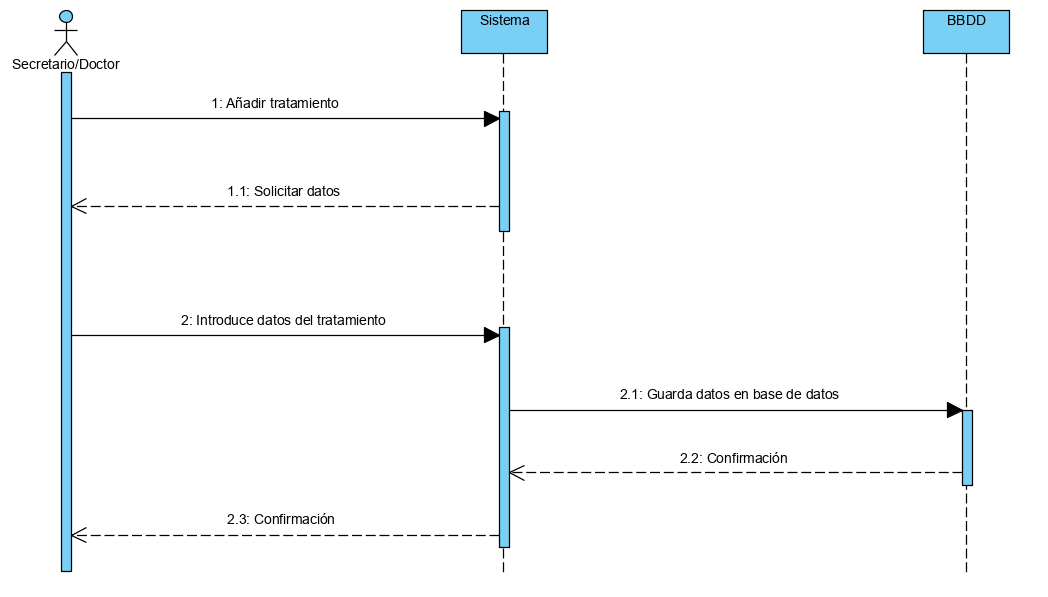 Sistema
BBDD
Secretario/Doctor
1: Añadir tratamiento
1.1: Solicitar datos
2: Introduce datos del tratamiento
2.1: Guarda datos en base de datos
2.2: Confirmación
2.3: Confirmación